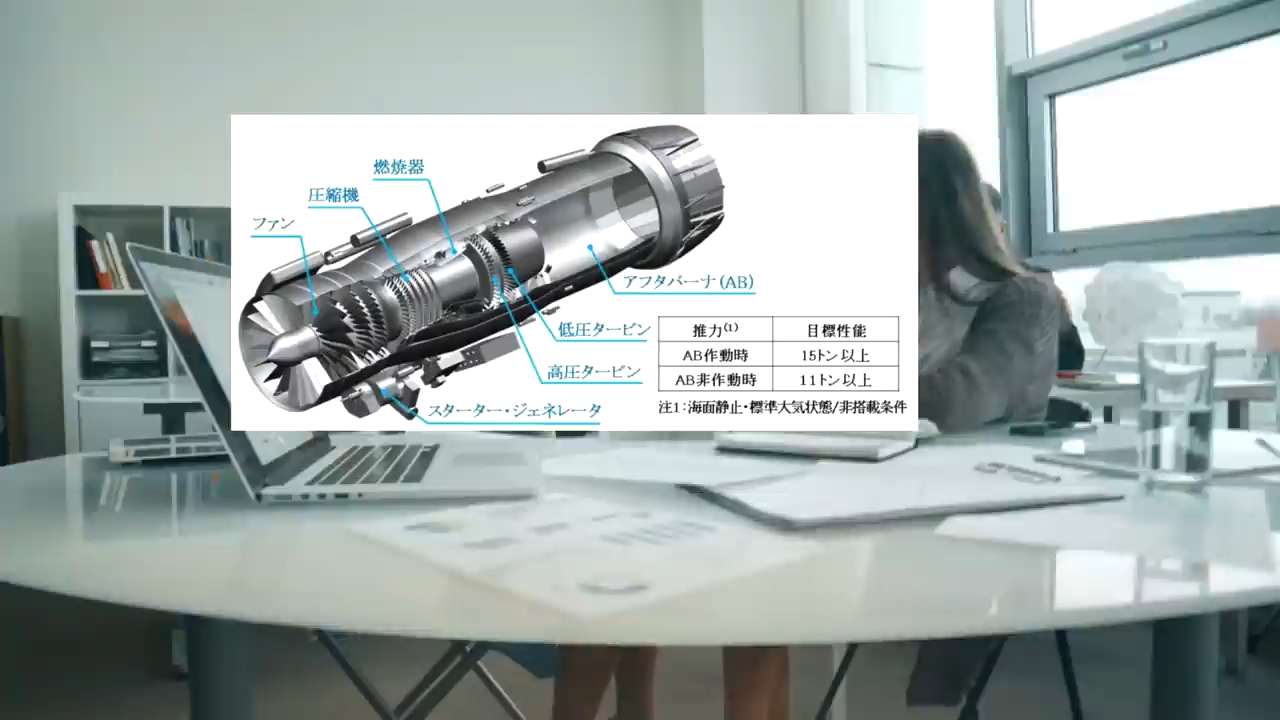 燃焼器
圧縮機
ファン
アフタバーナ(AB)
低圧タービン
高圧タービン
スターター・ジェネレータ
推力(1) 目標性能
AB作動時 15トン以上
AB非作動時 11トン以上
注1:海面静止・標準大気状態/非搭載条件